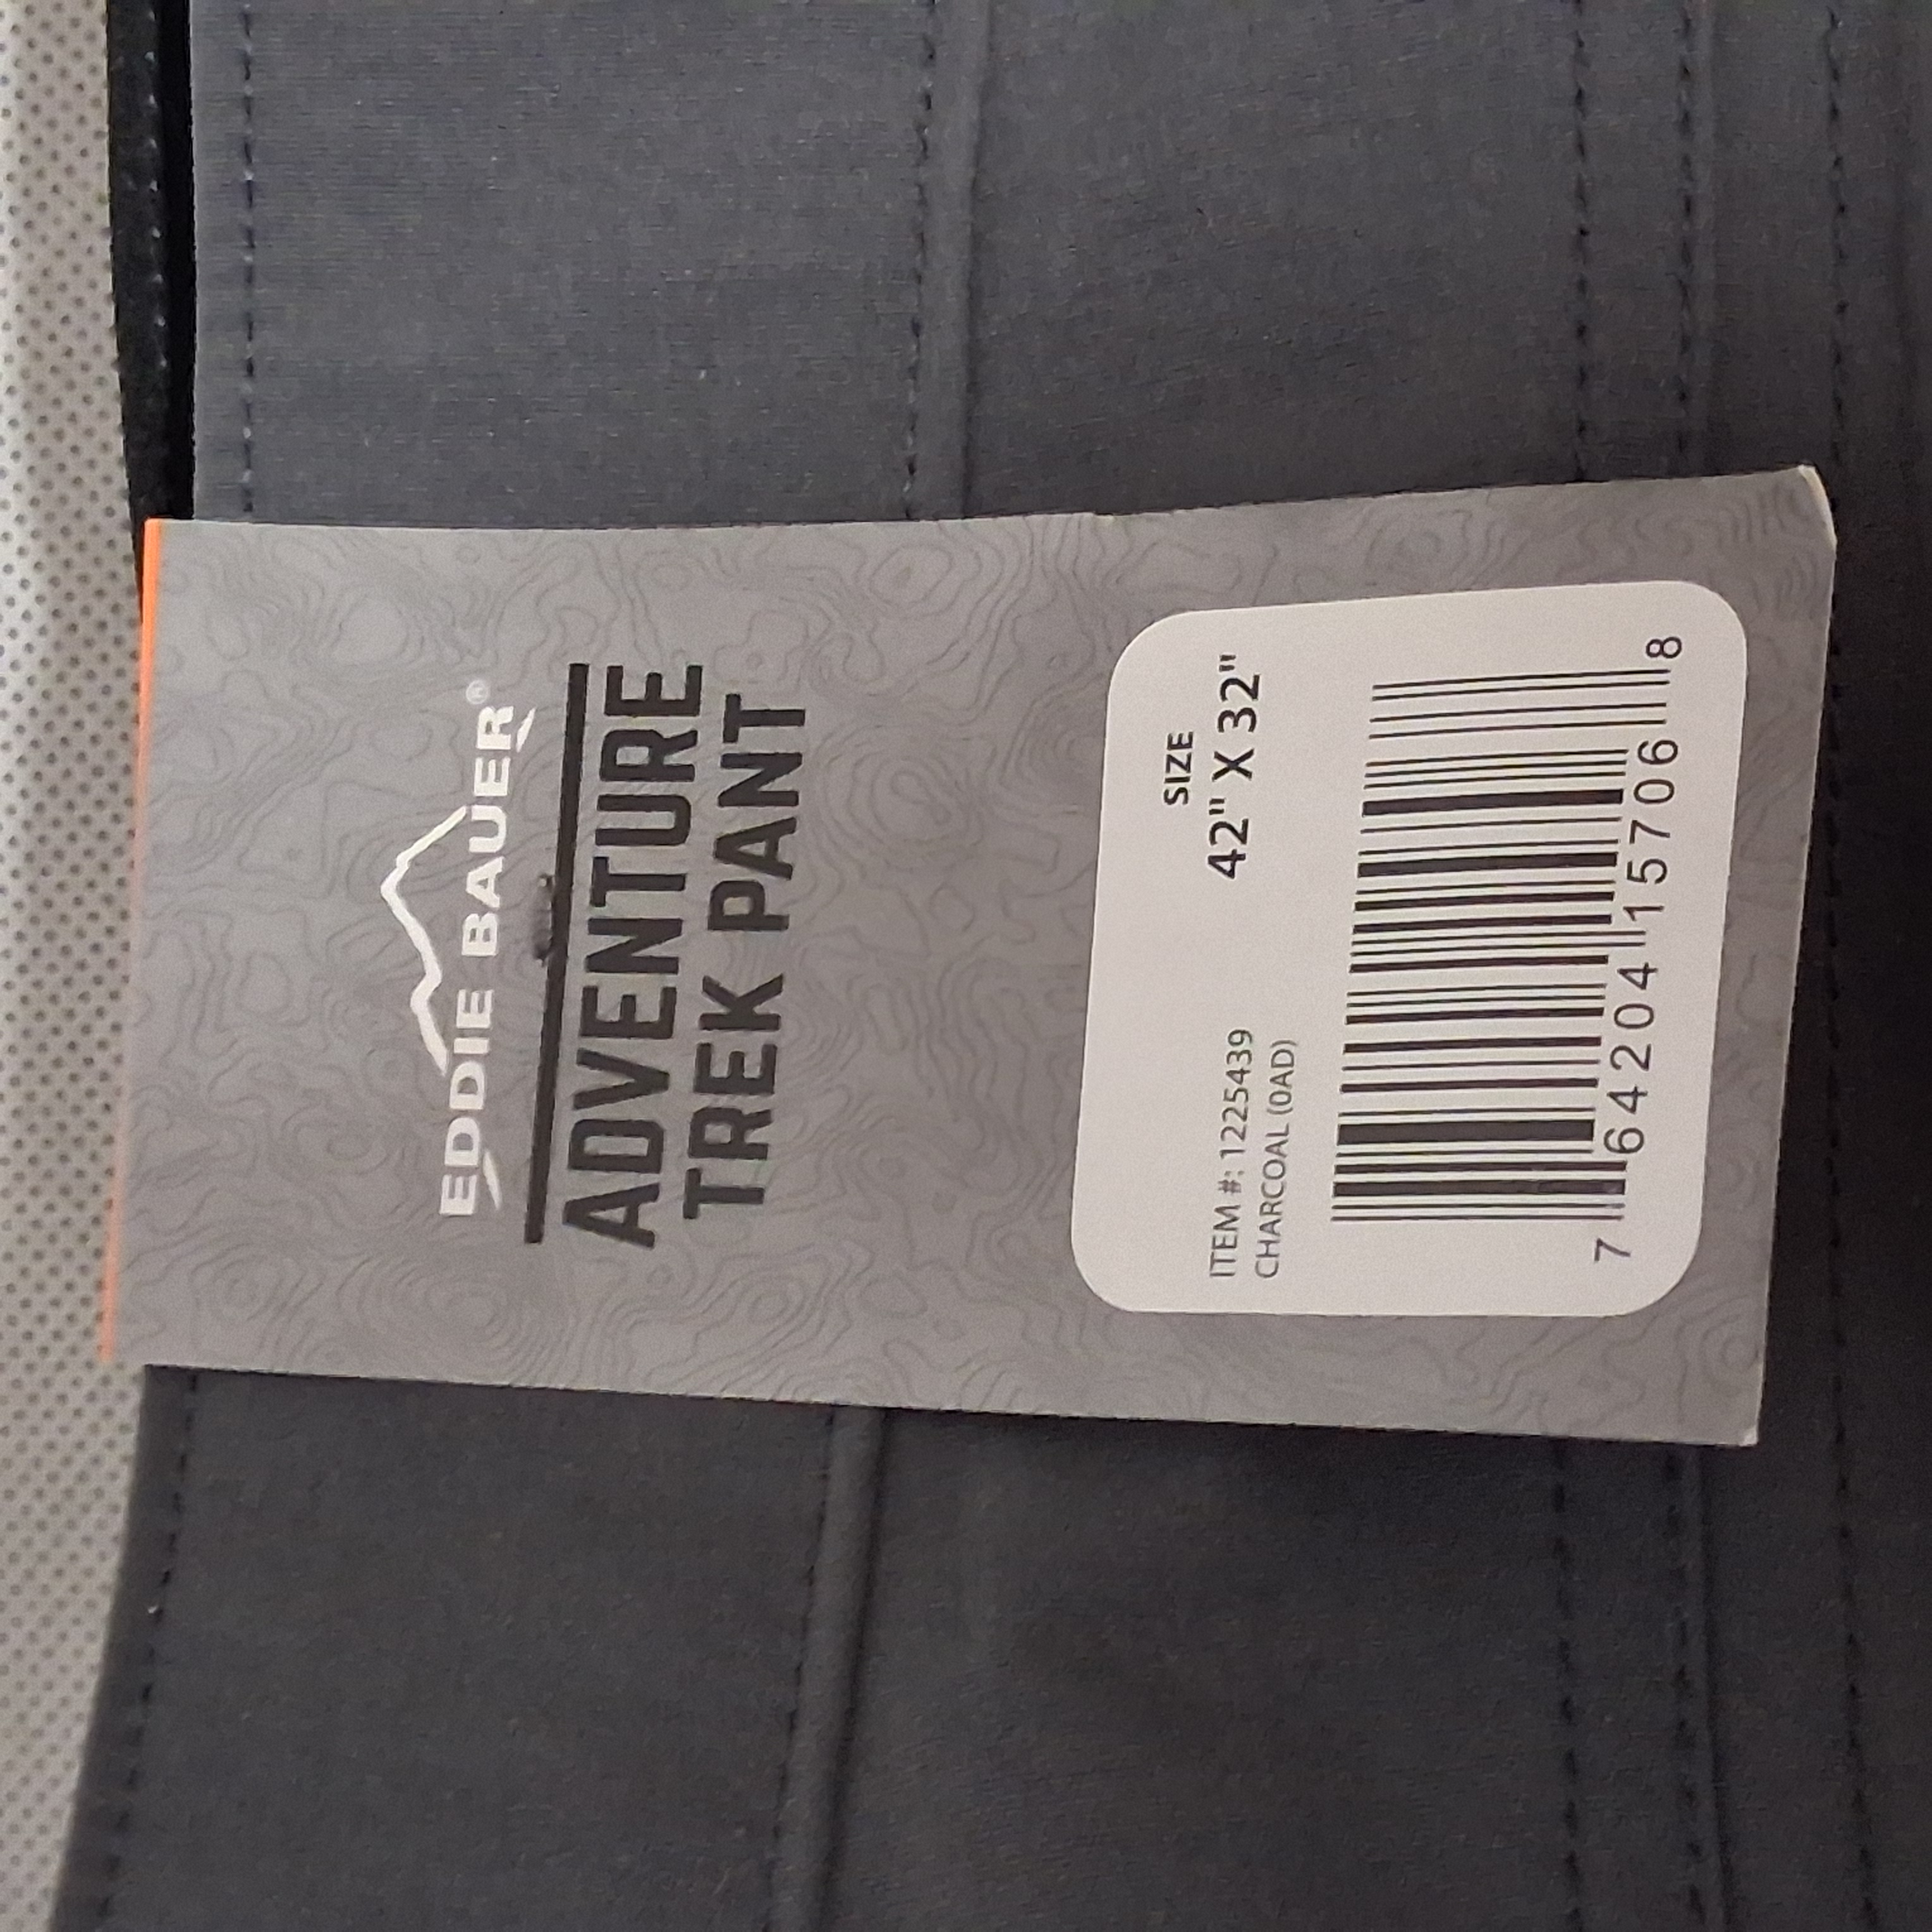 EDDIE BAUER®
ADVENTURE
TREK PANT
SIZE
ITEM #: 1225439 42" X 32"
CHARCOAL (0AD)
7 64204 15706 8